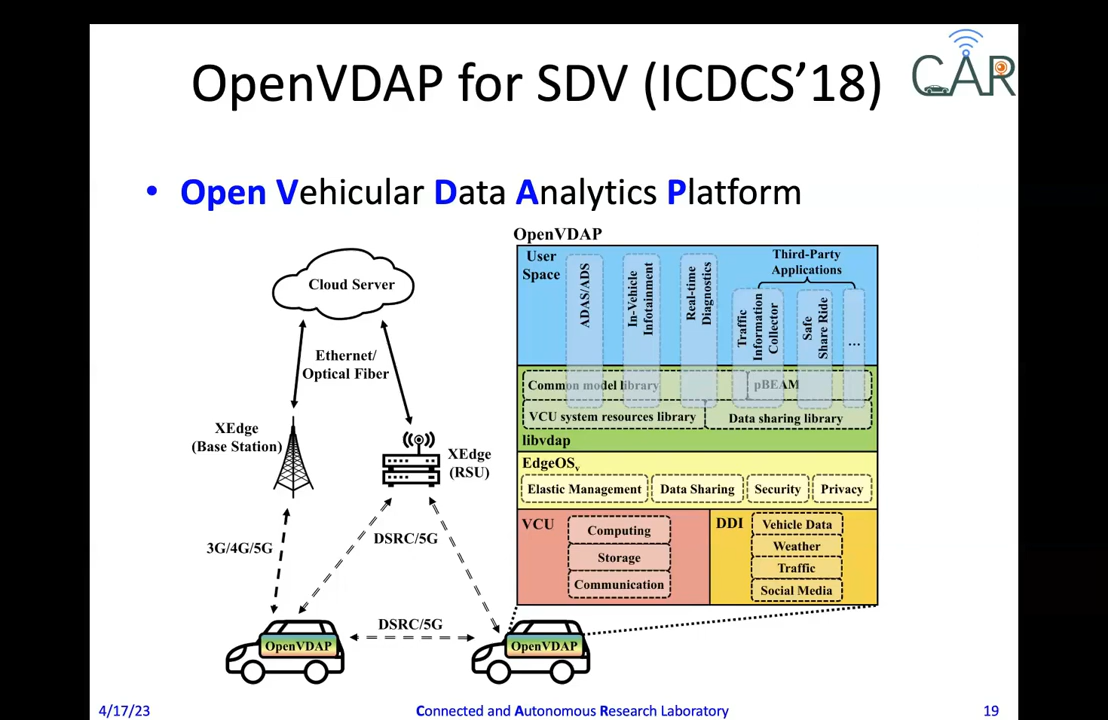 OpenVDAP for SDV (ICDCS'18)
CAR
• Open Vehicular Data Analytics Platform
Cloud Server
Ethernet/
Optical Fiber
XEdge
(Base Station)
XEdge
(RSU)
3G/4G/5G
DSRC/5G
DSRC/5G
OpenVDAP
OpenVDAP
OpenVDAP
User
Space
ADAS/ADS
In-Vehicle
Infotainment
Real-time
Diagnostics
Third-Party
Applications
Traffic
Information
Collector
Safe
Share Ride
...
Common model library
pBEAM
VCU system resources library
Data sharing library
libvdap
EdgeOSv
Elastic Management
Data Sharing
Security
Privacy
VCU
Computing
Storage
Communication
DDI
Vehicle Data
Weather
Traffic
Social Media
4/17/23
Connected and Autonomous Research Laboratory
19